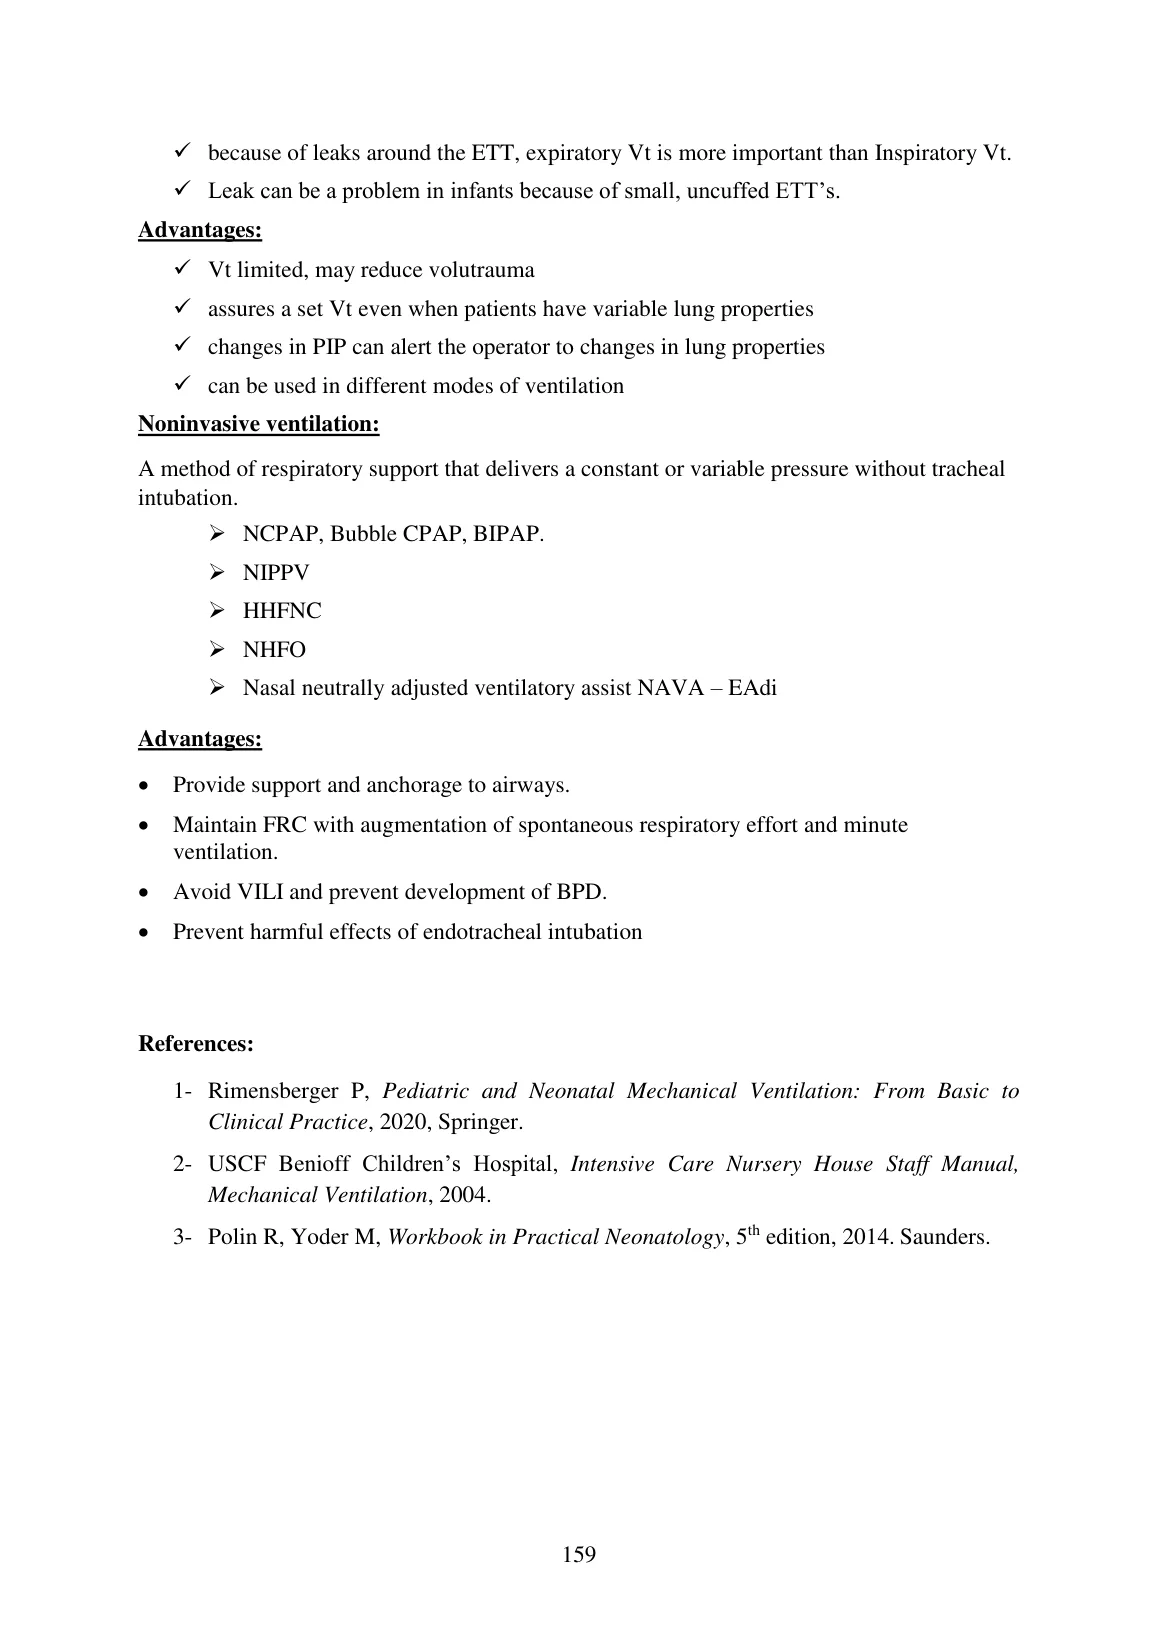 ✓ because of leaks around the ETT, expiratory Vt is more important than Inspiratory Vt.
✓ Leak can be a problem in infants because of small, uncuffed ETT’s.
Advantages:
✓ Vt limited, may reduce volutrauma
✓ assures a set Vt even when patients have variable lung properties
✓ changes in PIP can alert the operator to changes in lung properties
✓ can be used in different modes of ventilation
Noninvasive ventilation:
A method of respiratory support that delivers a constant or variable pressure without tracheal
intubation.
➢ NCPAP, Bubble CPAP, BIPAP.
➢ NIPPV
➢ HHFNC
➢ NHFO
➢ Nasal neutrally adjusted ventilatory assist NAVA – EAdi
Advantages:
• Provide support and anchorage to airways.
• Maintain FRC with augmentation of spontaneous respiratory effort and minute
ventilation.
• Avoid VILI and prevent development of BPD.
• Prevent harmful effects of endotracheal intubation
References:
1- Rimensberger P, Pediatric and Neonatal Mechanical Ventilation: From Basic to
Clinical Practice, 2020, Springer.
2- USCF Benioff Children’s Hospital, Intensive Care Nursery House Staff Manual,
Mechanical Ventilation, 2004.
3- Polin R, Yoder M, Workbook in Practical Neonatology, 5th edition, 2014. Saunders.
159